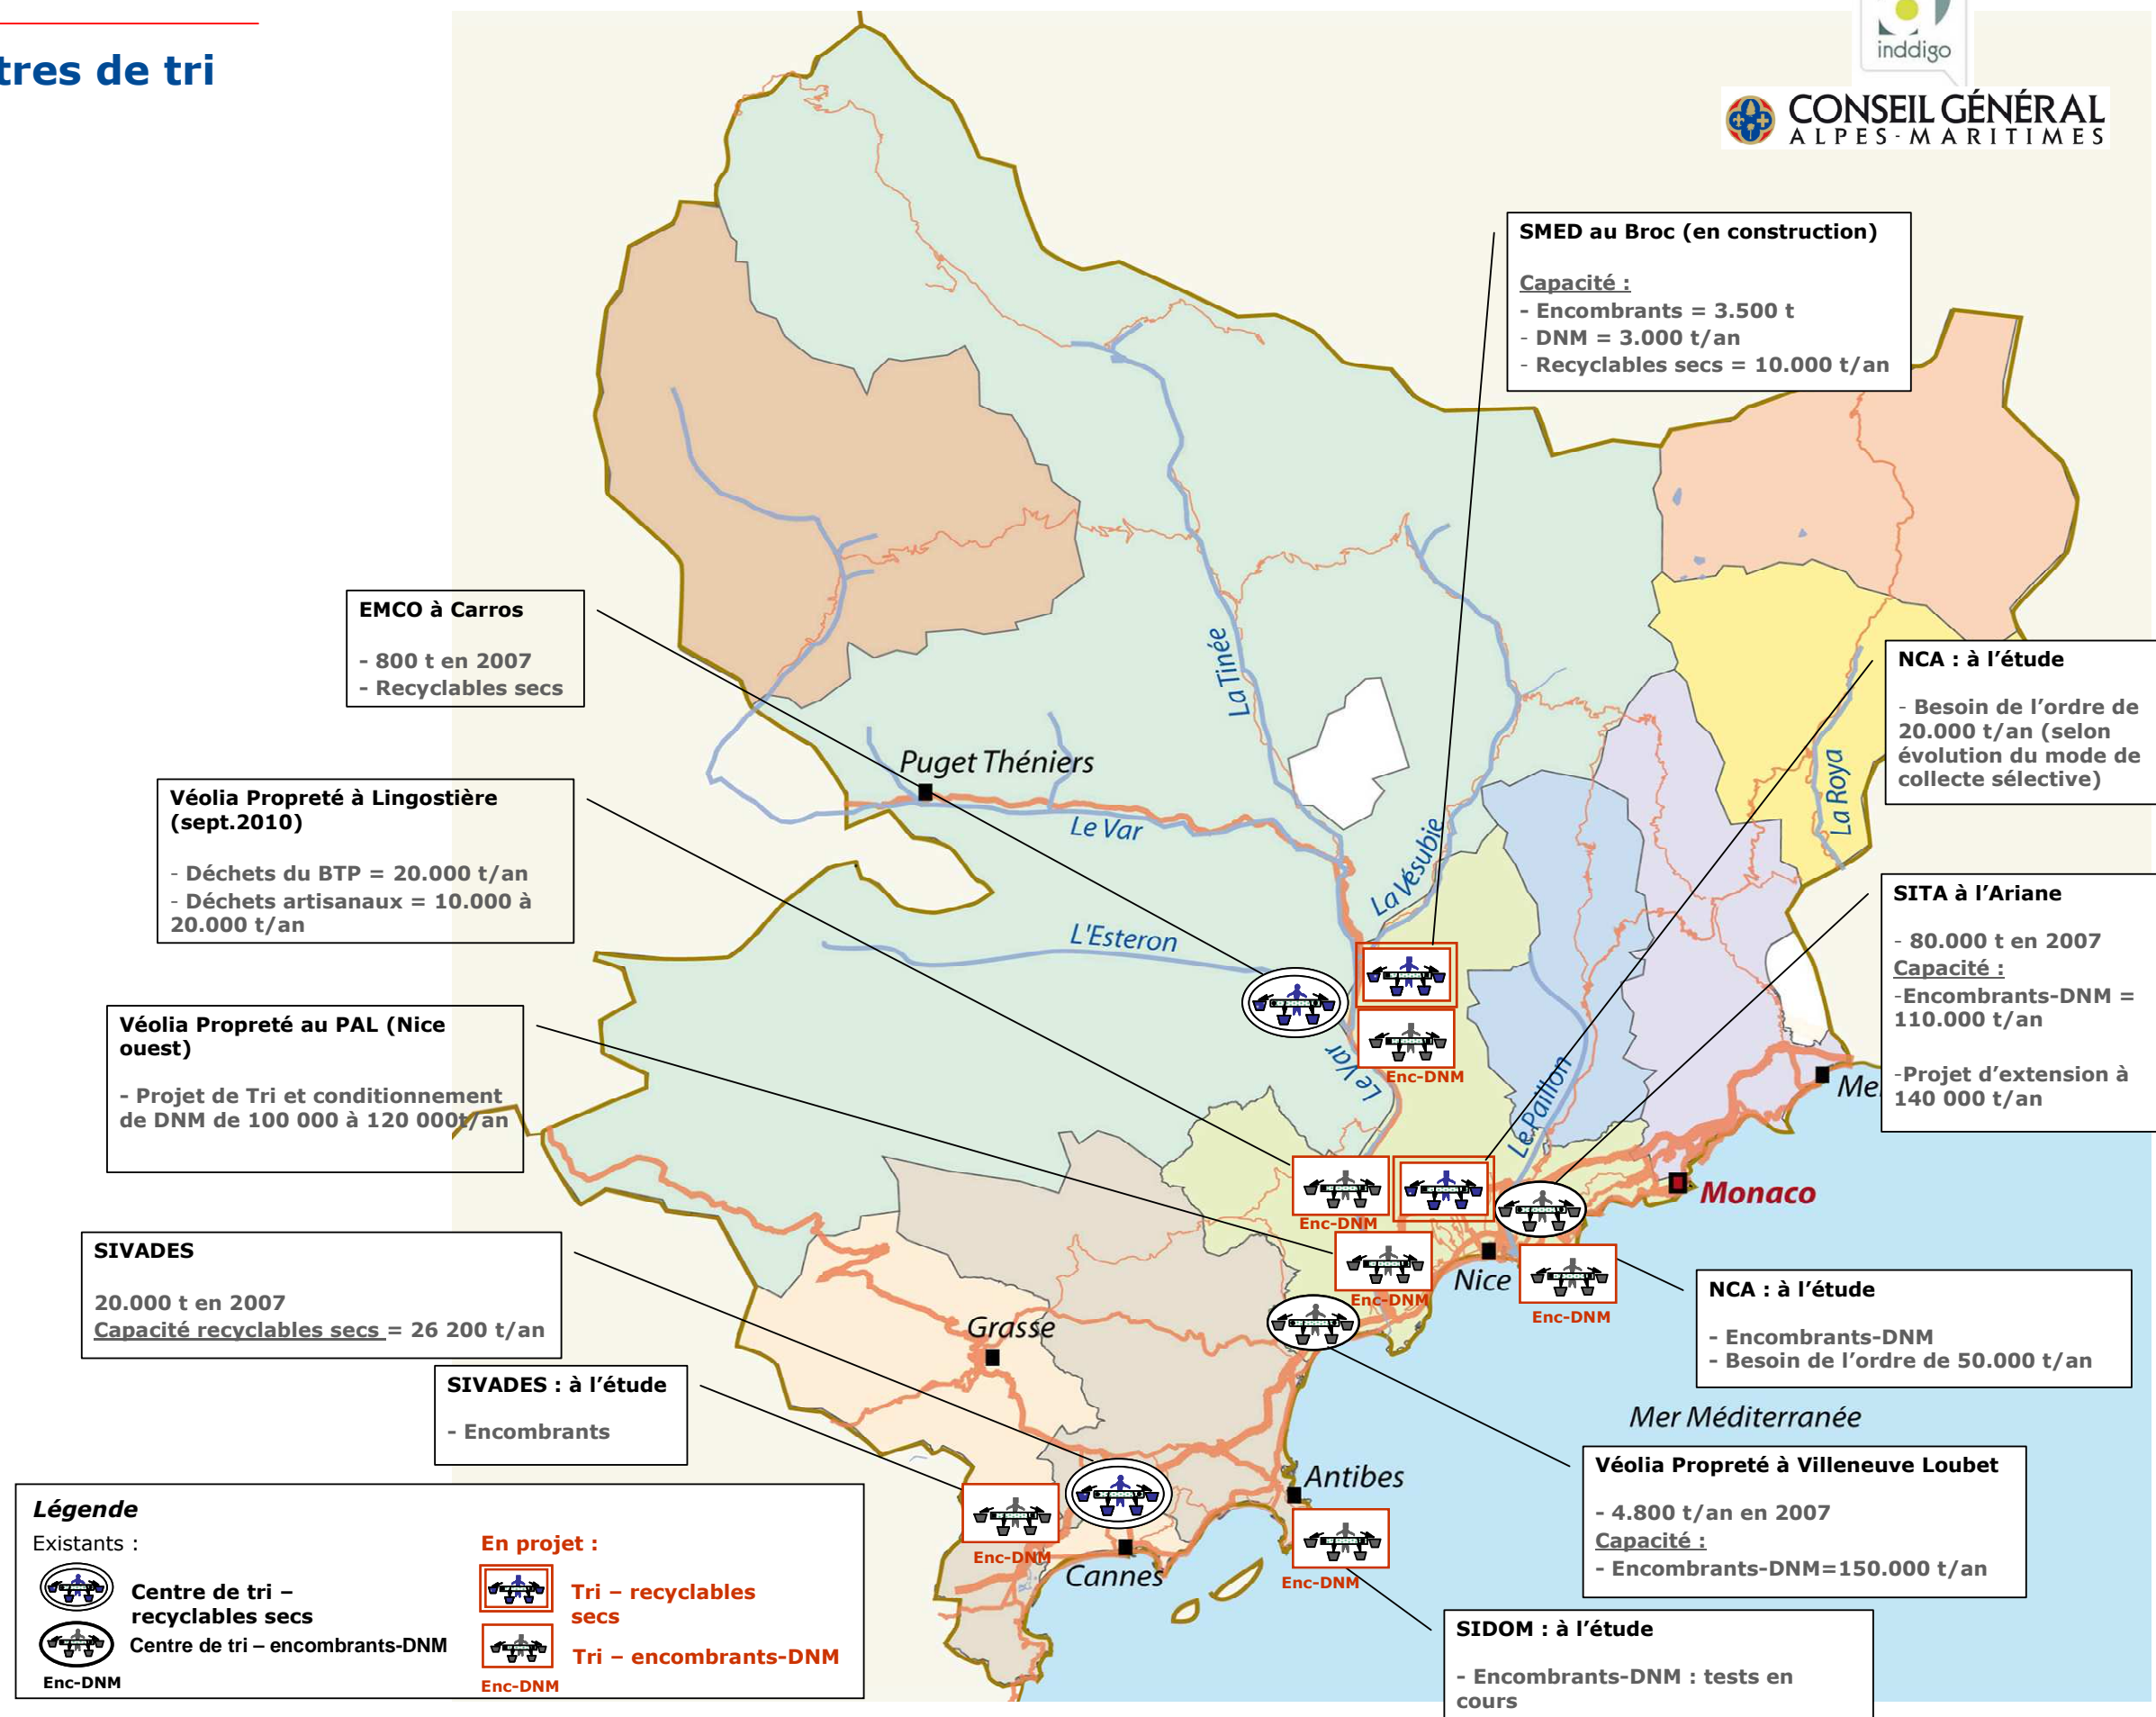 tres de tri
inddigo
CONSEIL GÉNÉRAL
ALPES-MARITIMES
SMED au Broc (en construction)
Capacité :
- Encombrants = 3.500 t
- DNM = 3.000 t/an
- Recyclables secs = 10.000 t/an
EMCO à Carros
- 800 t en 2007
- Recyclables secs
NCA : à l’étude
- Besoin de l’ordre de
20.000 t/an (selon
évolution du mode de
collecte sélective)
La Tinée
Puget Théniers
Le Var
La Vésubie
La Roya
Véolia Propreté à Lingostière
(sept.2010)
- Déchets du BTP = 20.000 t/an
- Déchets artisanaux = 10.000 à
20.000 t/an
L'Esteron
SITA à l’Ariane
- 80.000 t en 2007
Capacité :
-Encombrants-DNM =
110.000 t/an
-Projet d’extension à
140 000 t/an
Véolia Propreté au PAL (Nice
ouest)
- Projet de Tri et conditionnement
de DNM de 100 000 à 120 000t/an
Le Var
Enc-DNM
Le Paillon
Me
Monaco
Enc-DNM
Enc-DNM
Nice
Enc-DNM
SIVADES
20.000 t en 2007
Capacité recyclables secs = 26 200 t/an
NCA : à l’étude
- Encombrants-DNM
- Besoin de l’ordre de 50.000 t/an
Grasse
SIVADES : à l’étude
- Encombrants
Mer Méditerranée
Véolia Propreté à Villeneuve Loubet
- 4.800 t/an en 2007
Capacité :
- Encombrants-DNM=150.000 t/an
Antibes
Enc-DNM
Cannes
Enc-DNM
SIDOM : à l’étude
- Encombrants-DNM : tests en
cours
Légende
Existants :
Centre de tri –
recyclables secs
Centre de tri – encombrants-DNM
Enc-DNM
En projet :
Tri – recyclables
secs
Tri – encombrants-DNM
Enc-DNM